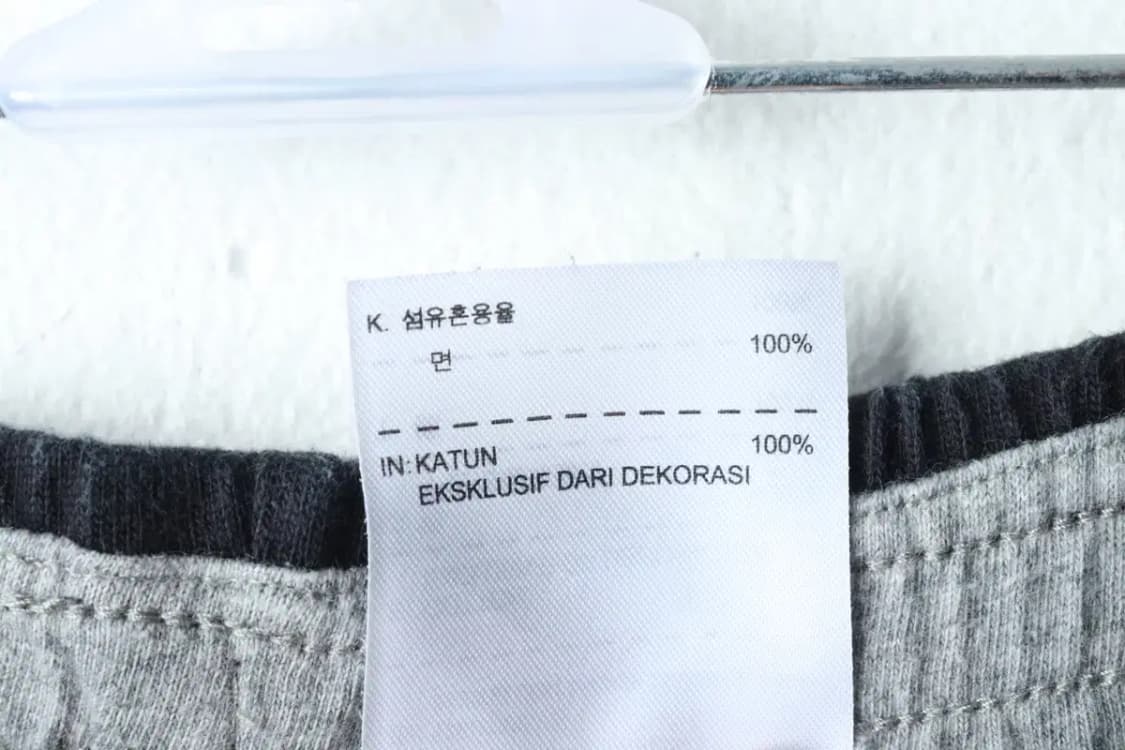 K. 섬유혼용율
면 100%
IN: KATUN 100%
EKSKLUSIF DARI DEKORASI